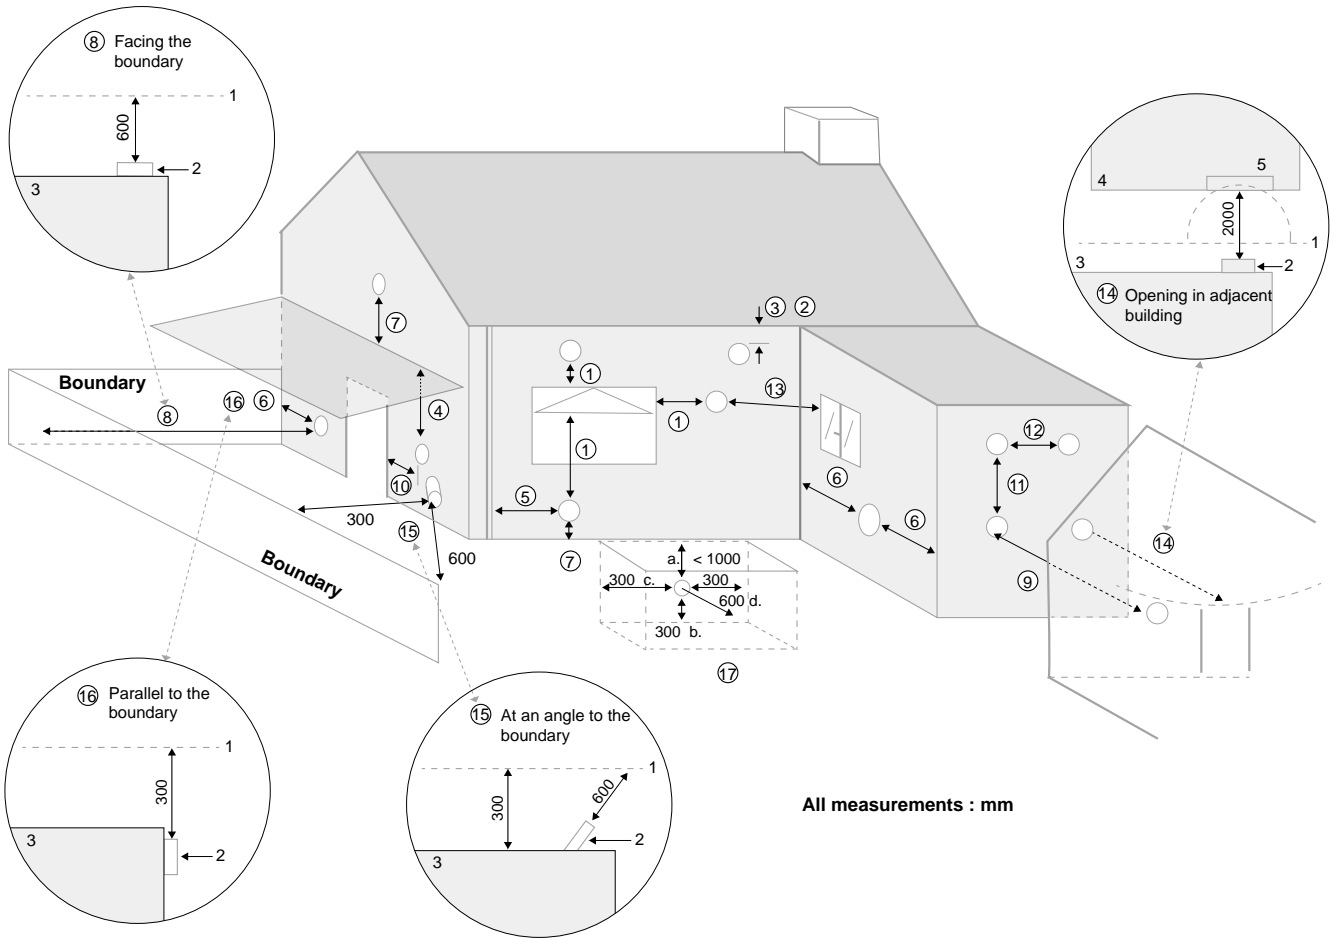 ⑧ Facing the
boundary
1
600
2
3
4
5
2000
1
3
2
⑭ Opening in adjacent
building
③ ②
⑦
①
⑬
Boundary
⑧
⑯ ⑥
④
①
①
⑫
⑩
⑤
⑥
⑥
⑪
300
⑮
600
⑦
a. < 1000
300 c.
300
600 d.
300 b.
⑰
⑨
⑭
Boundary
⑯ Parallel to the
boundary
1
300
3
2
⑮ At an angle to the
boundary
1
300
600
2
3
All measurements : mm